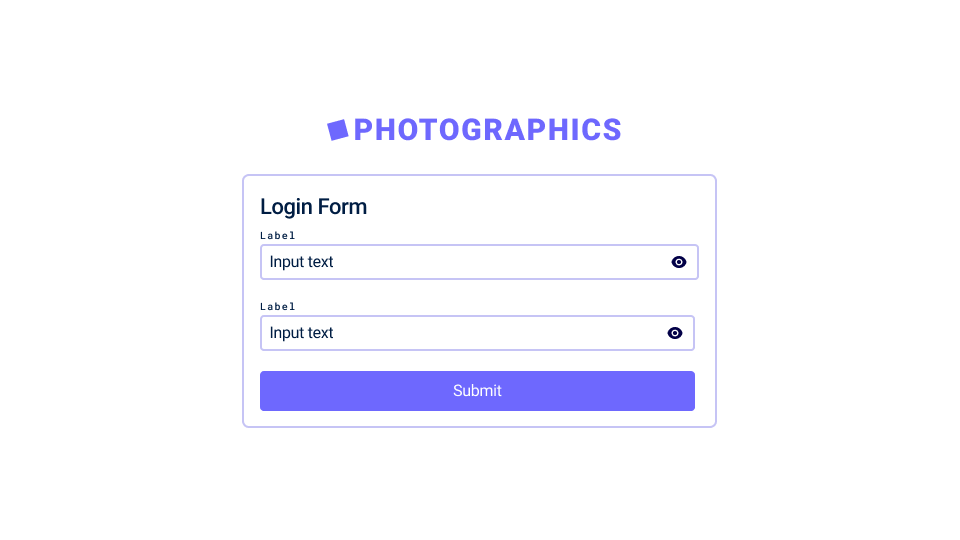 PHOTOGRAPHICS
Login Form
Label
Input text
Label
Input text
Submit